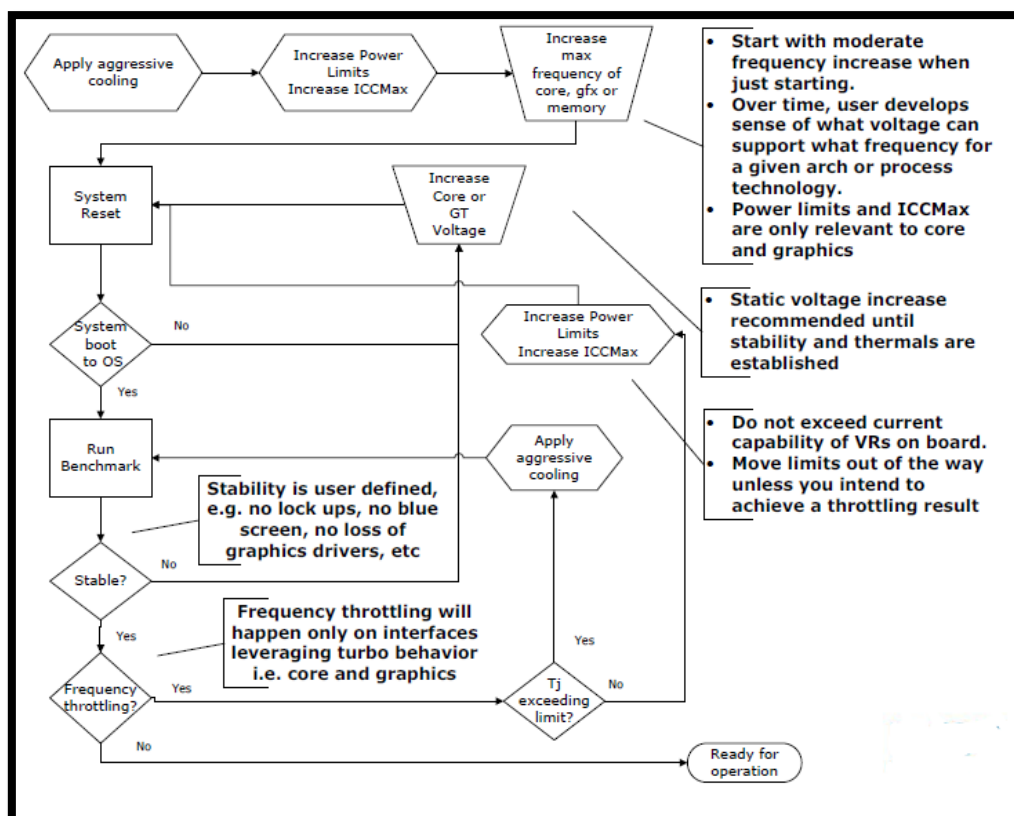 Apply aggressive
cooling
Increase Power
Limits
Increase ICCMax
Increase
max
frequency of
core, gfx or
memory
• Start with moderate
frequency increase when
just starting.
• Over time, user develops
sense of what voltage can
support what frequency for
a given arch or process
technology.
• Power limits and ICCMax
are only relevant to core
and graphics
System
Reset
Increase
Core or
GT
Voltage
• Static voltage increase
recommended until
stability and thermals are
established
System
boot
to OS
No
Yes
Increase Power
Limits
Increase ICCMax
• Do not exceed current
capability of VRs on board.
• Move limits out of the way
unless you intend to
achieve a throttling result
Run
Benchmark
Apply
aggressive
cooling
Stability is user defined,
e.g. no lock ups, no blue
screen, no loss of
graphics drivers, etc
Stable?
No
Yes
Frequency throttling will
happen only on interfaces
leveraging turbo behavior
i.e. core and graphics
Frequency
throttling?
Yes
No
Tj
exceeding
limit?
Yes
No
Ready for
operation